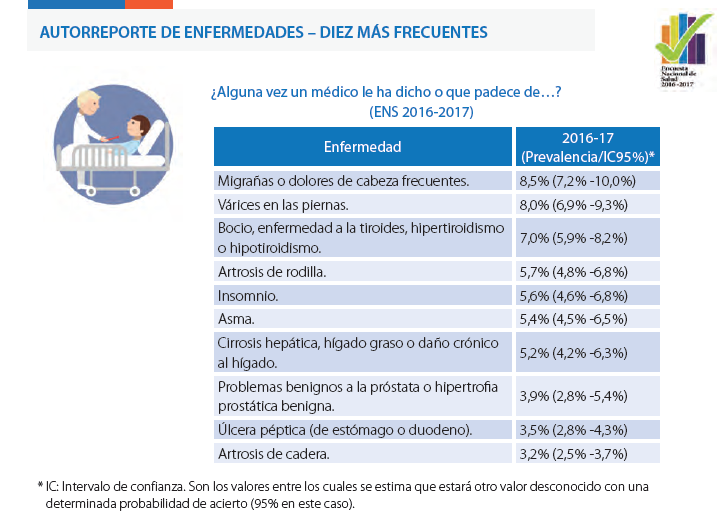 AUTORREPORTE DE ENFERMEDADES – DIEZ MÁS FRECUENTES
Encuesta
Nacional de
Salud
2016-2017
¿Alguna vez un médico le ha dicho o que padece de…?
(ENS 2016-2017)
Enfermedad
2016-17
(Prevalencia/IC95%)*
Migrañas o dolores de cabeza frecuentes.
8,5% (7,2% -10,0%)
Várices en las piernas.
8,0% (6,9% -9,3%)
Bocio, enfermedad a la tiroides, hipertiroidismo
o hipotiroidismo.
7,0% (5,9% -8,2%)
Artrosis de rodilla.
5,7% (4,8% -6,8%)
Insomnio.
5,6% (4,6% -6,8%)
Asma.
5,4% (4,5% -6,5%)
Cirrosis hepática, hígado graso o daño crónico
al hígado.
5,2% (4,2% -6,3%)
Problemas benignos a la próstata o hipertrofia
prostática benigna.
3,9% (2,8% -5,4%)
Úlcera péptica (de estómago o duodeno).
3,5% (2,8% -4,3%)
Artrosis de cadera.
3,2% (2,5% -3,7%)
* IC: Intervalo de confianza. Son los valores entre los cuales se estima que estará otro valor desconocido con una
determinada probabilidad de acierto (95% en este caso).